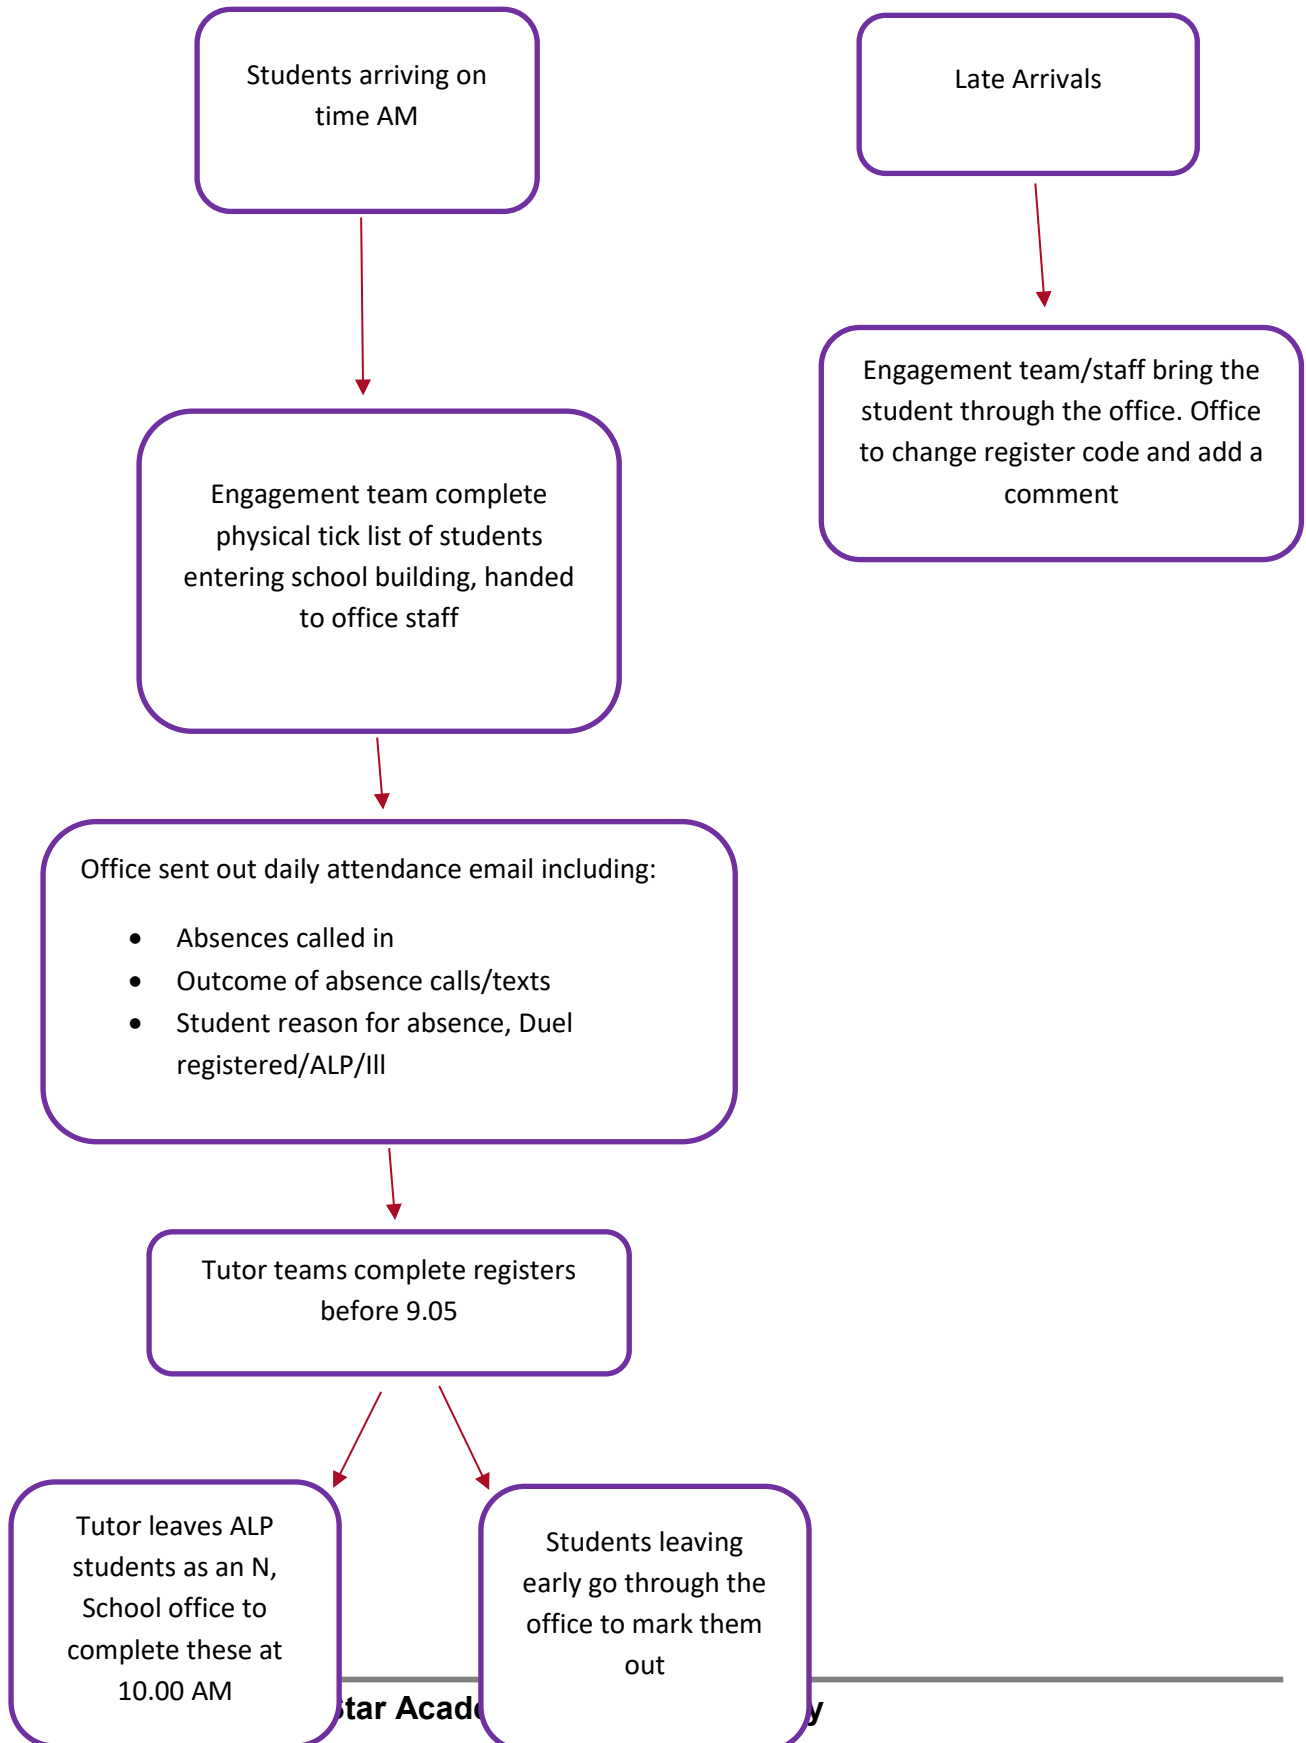 Students arriving on
time AM
Late Arrivals
Engagement team/staff bring the
student through the office. Office
to change register code and add a
comment
Engagement team complete
physical tick list of students
entering school building, handed
to office staff
Office sent out daily attendance email including:
• Absences called in
• Outcome of absence calls/texts
• Student reason for absence, Duel
registered/ALP/Ill
Tutor teams complete registers
before 9.05
Tutor leaves ALP
students as an N,
School office to
complete these at
10.00 AM
Students leaving
early go through the
office to mark them
out